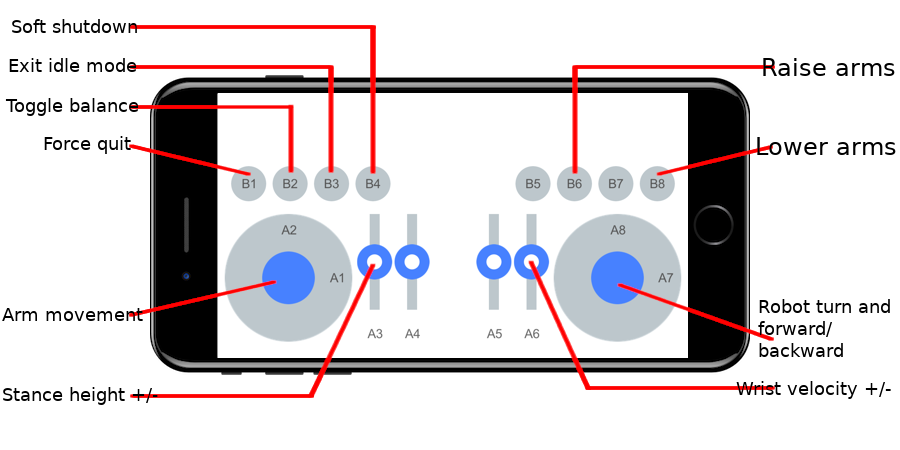 Soft shutdown
Exit idle mode
Toggle balance
Force quit
Raise arms
Lower arms
B1 B2 B3 B4 B5 B6 B7 B8
A2 A8
A1 A7
A3 A4 A5 A6
Arm movement
Stance height +/-
Robot turn and
forward/
backward
Wrist velocity +/-